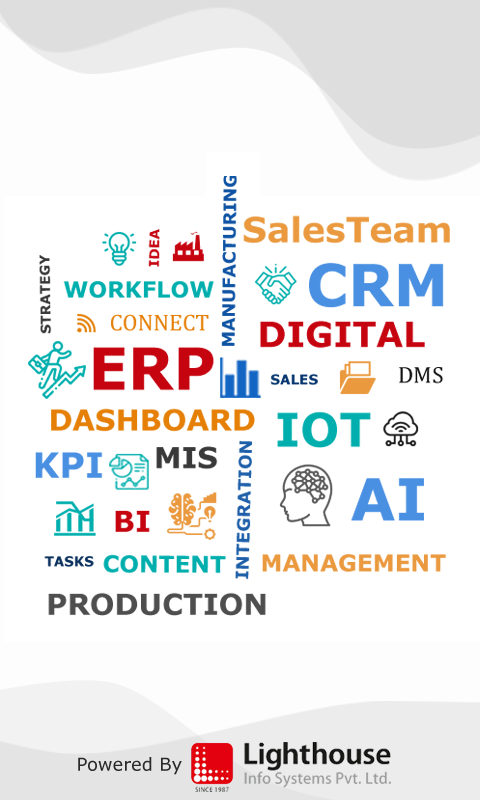 MANUFACTURING
SalesTeam
IDEA
STRATEGY
WORKFLOW
CRM
CONNECT
DIGITAL
ERP
SALES
DMS
DASHBOARD
IOT
KPI
MIS
INTEGRATION
AI
BI
TASKS
CONTENT
MANAGEMENT
PRODUCTION
Powered By
Lighthouse
Info Systems Pvt. Ltd.
SINCE 1987